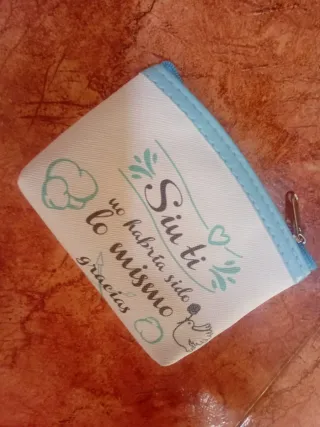 Sin ti
no habría sido
lo mismo
gracias